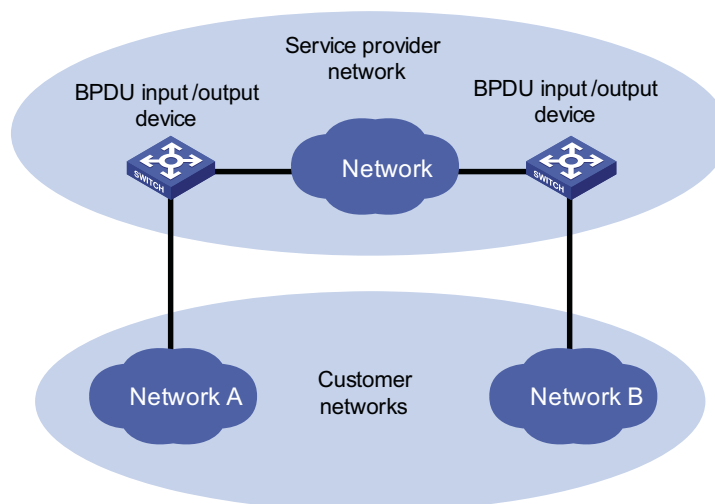 Service provider
network
BPDU input/output
device
BPDU input/output
device
Network
SWITCH
SWITCH
Network A
Customer
networks
Network B